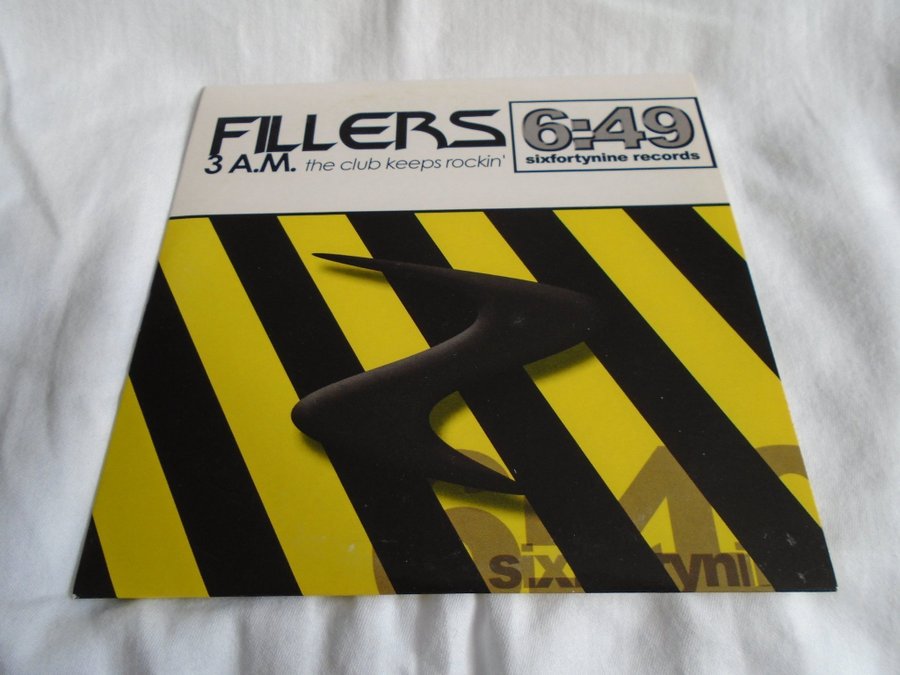 FILLERS
3 A.M. the club keeps rockin'
6:49
sixfortynine records